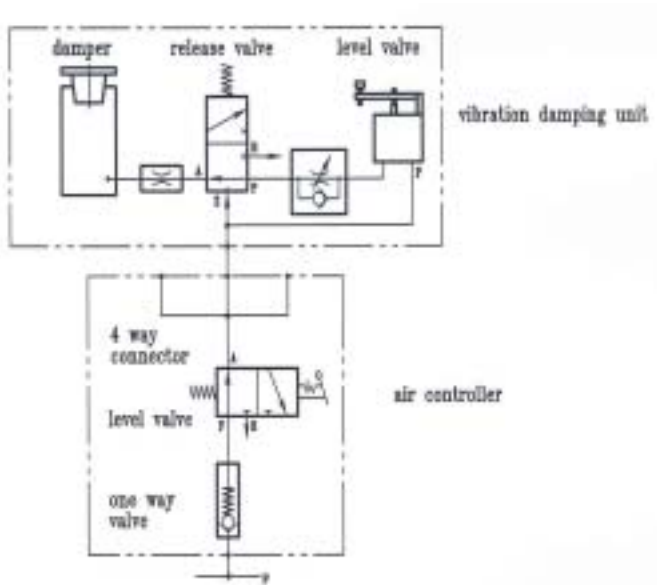 damper
release valve
level valve
vibration damping unit
A
R
P
Z
P
4 way
connector
A
air controller
level valve
P
R
one way
valve
P